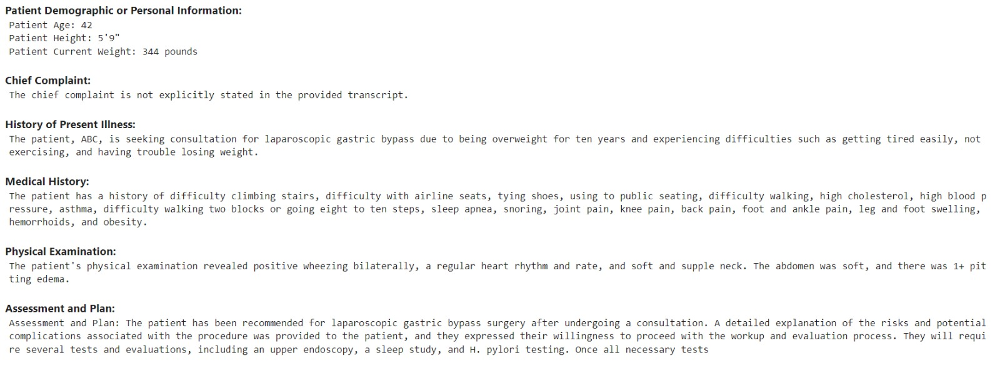 Patient Demographic or Personal Information:
Patient Age: 42
Patient Height: 5'9"
Patient Current Weight: 344 pounds
Chief Complaint:
The chief complaint is not explicitly stated in the provided transcript.
History of Present Illness:
The patient, ABC, is seeking consultation for laparoscopic gastric bypass due to being overweight for ten years and experiencing difficulties such as getting tired easily, not
exercising, and having trouble losing weight.
Medical History:
The patient has a history of difficulty climbing stairs, difficulty with airline seats, tying shoes, using to public seating, difficulty walking, high cholesterol, high blood p
ressure, asthma, difficulty walking two blocks or going eight to ten steps, sleep apnea, snoring, joint pain, knee pain, back pain, foot and ankle pain, leg and foot swelling,
hemorrhoids, and obesity.
Physical Examination:
The patient's physical examination revealed positive wheezing bilaterally, a regular heart rhythm and rate, and soft and supple neck. The abdomen was soft, and there was 1+ pit
ting edema.
Assessment and Plan:
Assessment and Plan: The patient has been recommended for laparoscopic gastric bypass surgery after undergoing a consultation. A detailed explanation of the risks and potential
complications associated with the procedure was provided to the patient, and they expressed their willingness to proceed with the workup and evaluation process. They will requi
re several tests and evaluations, including an upper endoscopy, a sleep study, and H. pylori testing. Once all necessary tests